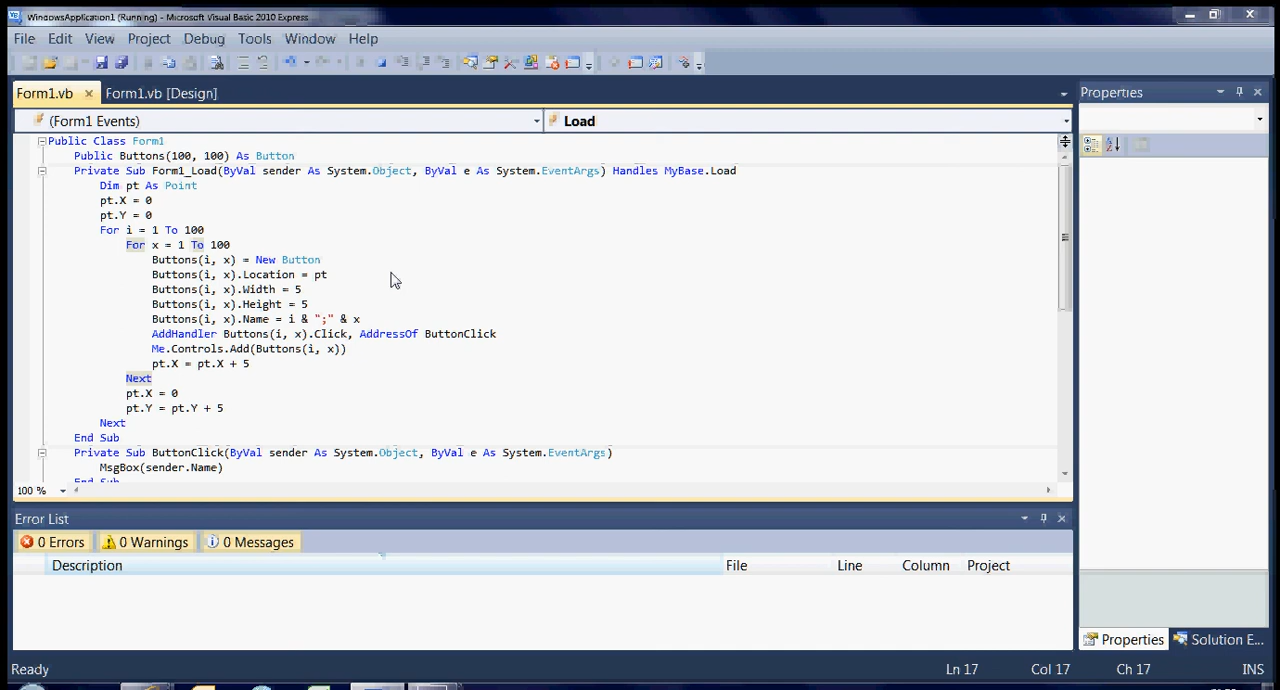 WindowsApplication1 (Running) - Microsoft Visual Basic 2010 Express
File Edit View Project Debug Tools Window Help
Form1.vb Form1.vb [Design]
(Form1 Events) Load
Public Class Form1
Public Buttons(100, 100) As Button
Private Sub Form1_Load(ByVal sender As System.Object, ByVal e As System.EventArgs) Handles MyBase.Load
Dim pt As Point
pt.X = 0
pt.Y = 0
For i = 1 To 100
For x = 1 To 100
Buttons(i, x) = New Button
Buttons(i, x).Location = pt
Buttons(i, x).Width = 5
Buttons(i, x).Height = 5
Buttons(i, x).Name = i & ";" & x
AddHandler Buttons(i, x).Click, AddressOf ButtonClick
Me.Controls.Add(Buttons(i, x))
pt.X = pt.X + 5
Next
pt.X = 0
pt.Y = pt.Y + 5
Next
End Sub
Private Sub ButtonClick(ByVal sender As System.Object, ByVal e As System.EventArgs)
MsgBox(sender.Name)
End Sub
100 %
Properties
Error List
0 Errors 0 Warnings 0 Messages
Description File Line Column Project
Properties Solution E...
Ready Ln 17 Col 17 Ch 17 INS